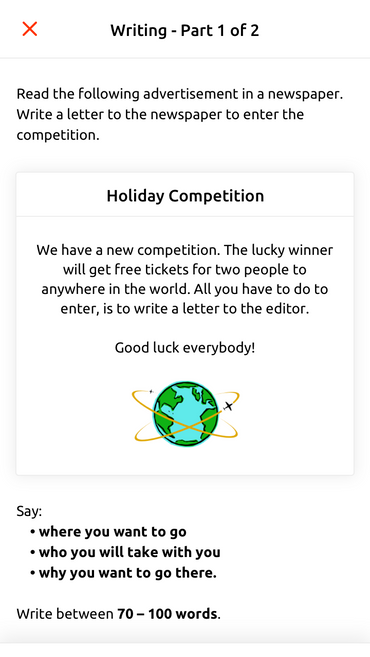 Writing - Part 1 of 2
Read the following advertisement in a newspaper.
Write a letter to the newspaper to enter the
competition.
Holiday Competition
We have a new competition. The lucky winner
will get free tickets for two people to
anywhere in the world. All you have to do to
enter, is to write a letter to the editor.
Good luck everybody!
Say:
• where you want to go
• who you will take with you
• why you want to go there.
Write between 70 – 100 words.